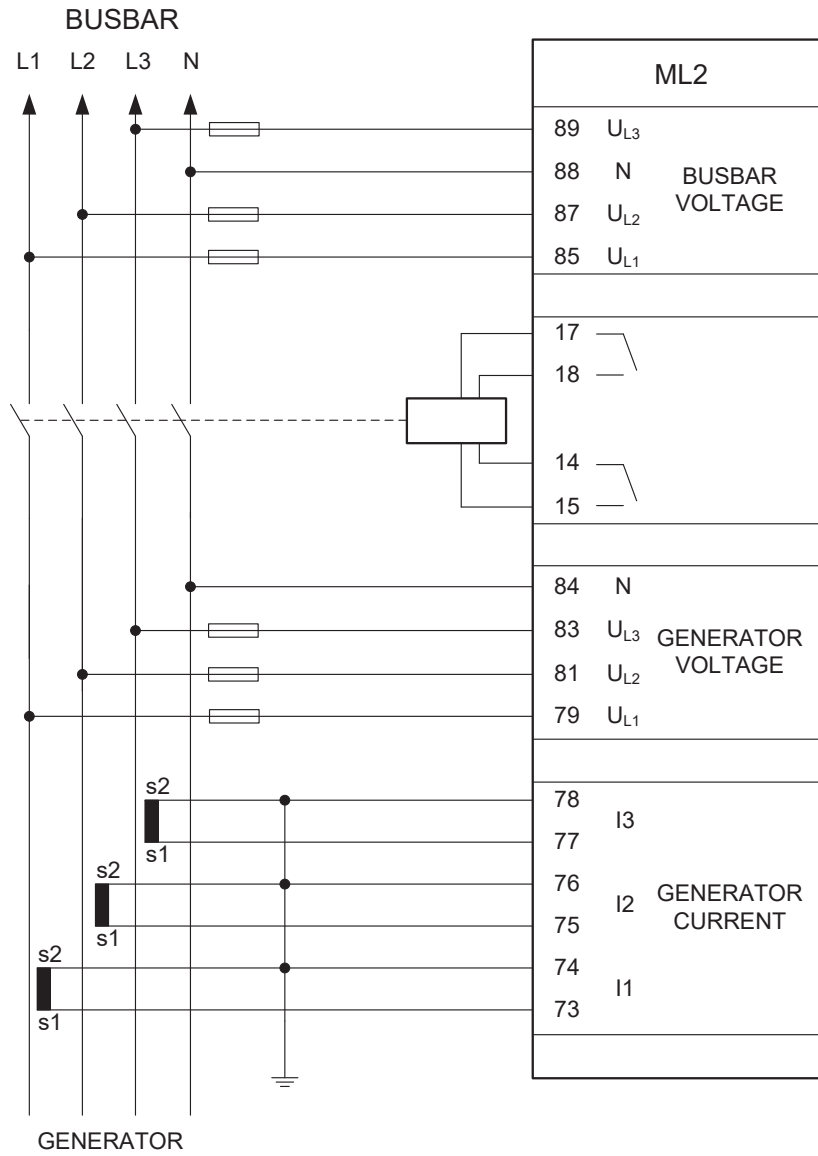 BUSBAR
L1 L2 L3 N
ML2
89 UL3
88 N
87 UL2
85 UL1
BUSBAR
VOLTAGE
17
18
14
15
84 N
83 UL3
81 UL2
79 UL1
GENERATOR
VOLTAGE
s2
s1
s2
s1
s2
s1
78
77
I3
76
75
I2
74
73
I1
GENERATOR
CURRENT
GENERATOR